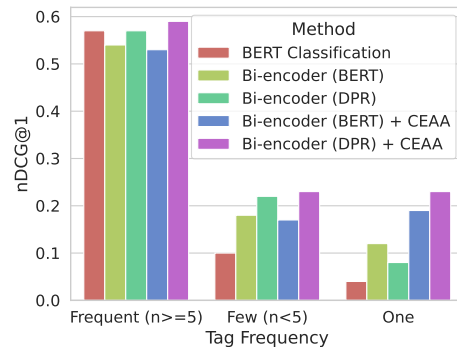 Method
BERT Classification
Bi-encoder (BERT)
Bi-encoder (DPR)
Bi-encoder (BERT) + CEAA
Bi-encoder (DPR) + CEAA
nDCG@1
0.6
0.5
0.4
0.3
0.2
0.1
0.0
Frequent (n>=5) Few (n<5) One
Tag Frequency